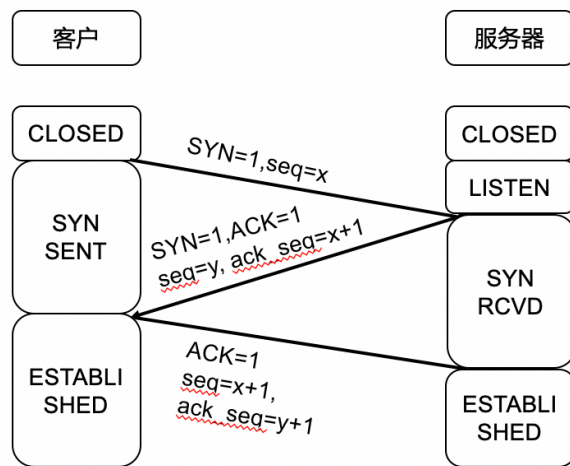 客户
服务器
CLOSED
CLOSED
SYN=1,seq=x
LISTEN
SYN
SENT
SYN=1,ACK=1
seq=y, ack_seq=x+1
SYN
RCVD
ACK=1
seq=x+1,
ack_seq=y+1
ESTABLI
SHED
ESTABLI
SHED